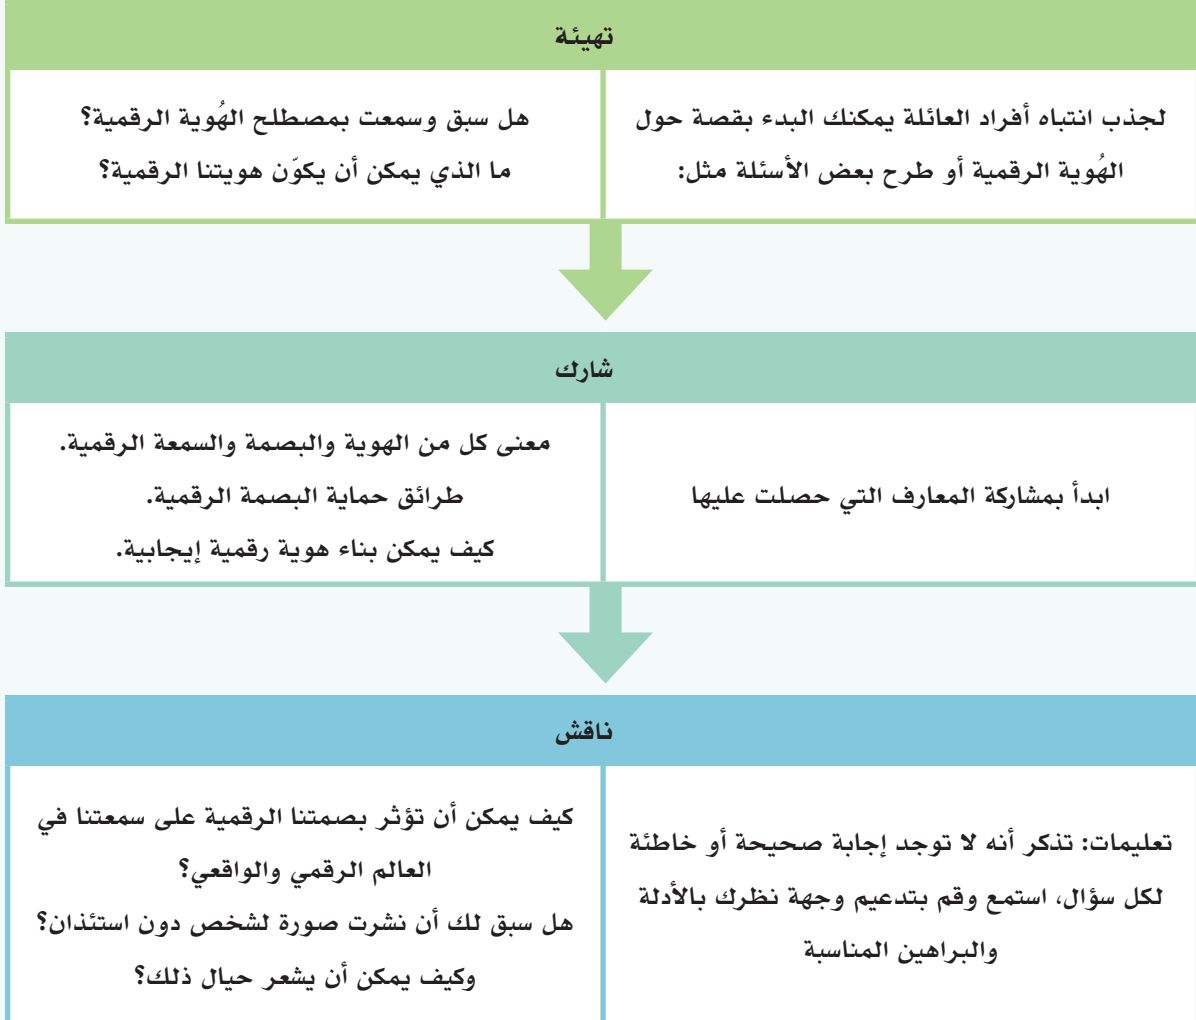 تهيئة
لجذب انتباه أفراد العائلة يمكنك البدء بقصة حول
الهُوية الرقمية أو طرح بعض الأسئلة مثل:
هل سبق وسمعت بمصطلح الهُوية الرقمية؟
ما الذي يمكن أن يكوّن هويتنا الرقمية؟
شارك
ابدأ بمشاركة المعارف التي حصلت عليها
معنى كل من الهوية والبصمة والسمعة الرقمية.
طرائق حماية البصمة الرقمية.
كيف يمكن بناء هوية رقمية إيجابية.
ناقش
تعليمات: تذكر أنه لا توجد إجابة صحيحة أو خاطئة
لكل سؤال، استمع وقم بتدعيم وجهة نظرك بالأدلة
والبراهين المناسبة
كيف يمكن أن تؤثر بصمتنا الرقمية على سمعتنا في
العالم الرقمي والواقعي؟
هل سبق لك أن نشرت صورة لشخص دون استئذان؟
وكيف يمكن أن يشعر حيال ذلك؟